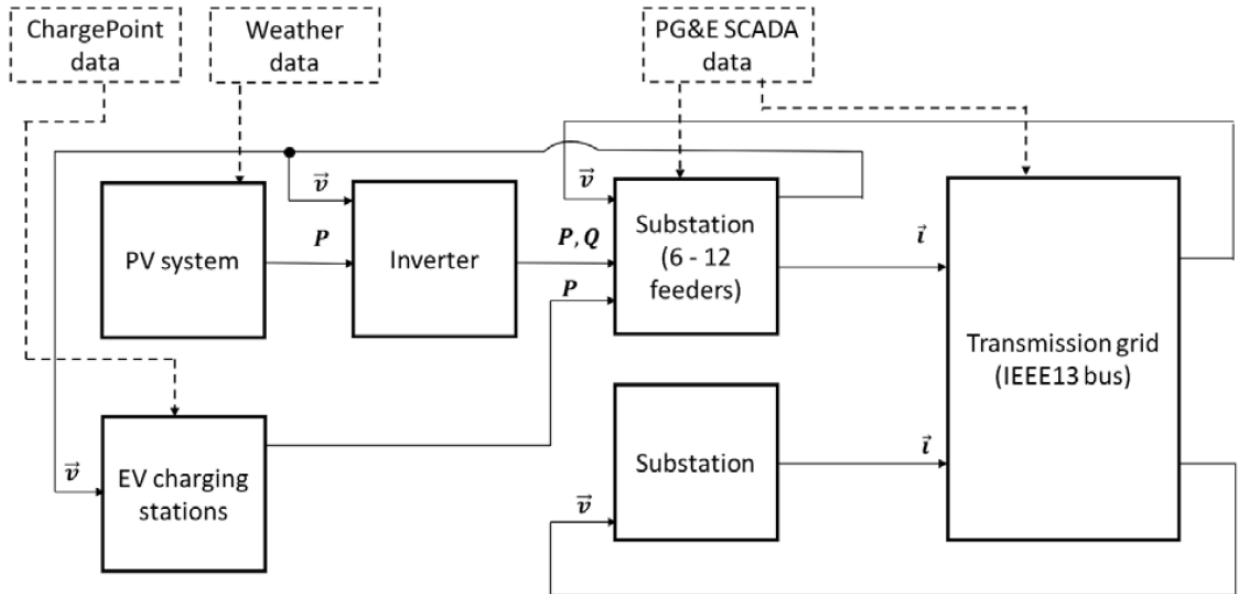 ChargePoint
data
Weather
data
PG&E SCADA
data
v⃗
P
PV system
Inverter
v⃗
P, Q
P
Substation
(6 - 12
feeders)
i⃗
Transmission grid
(IEEE13 bus)
v⃗
EV charging
stations
Substation
v⃗
i⃗